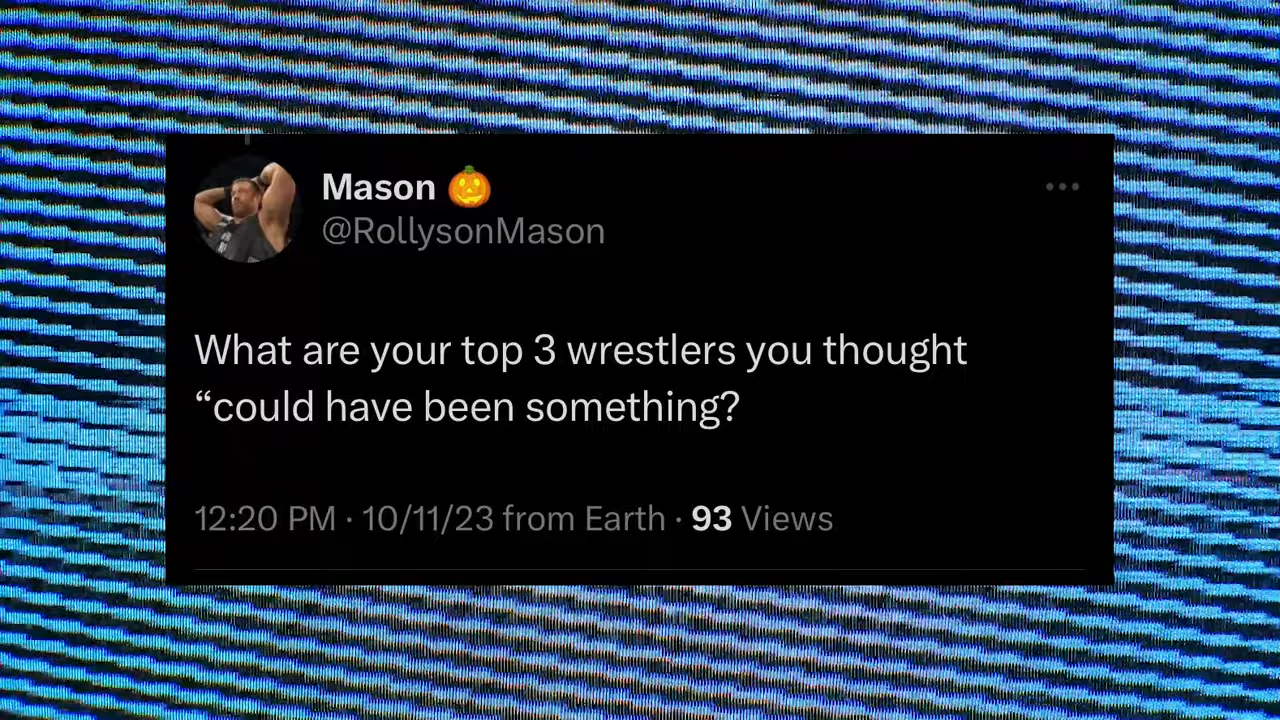 Mason 🎃
@RollysonMason
What are your top 3 wrestlers you thought
“could have been something?
12:20 PM · 10/11/23 from Earth · 93 Views